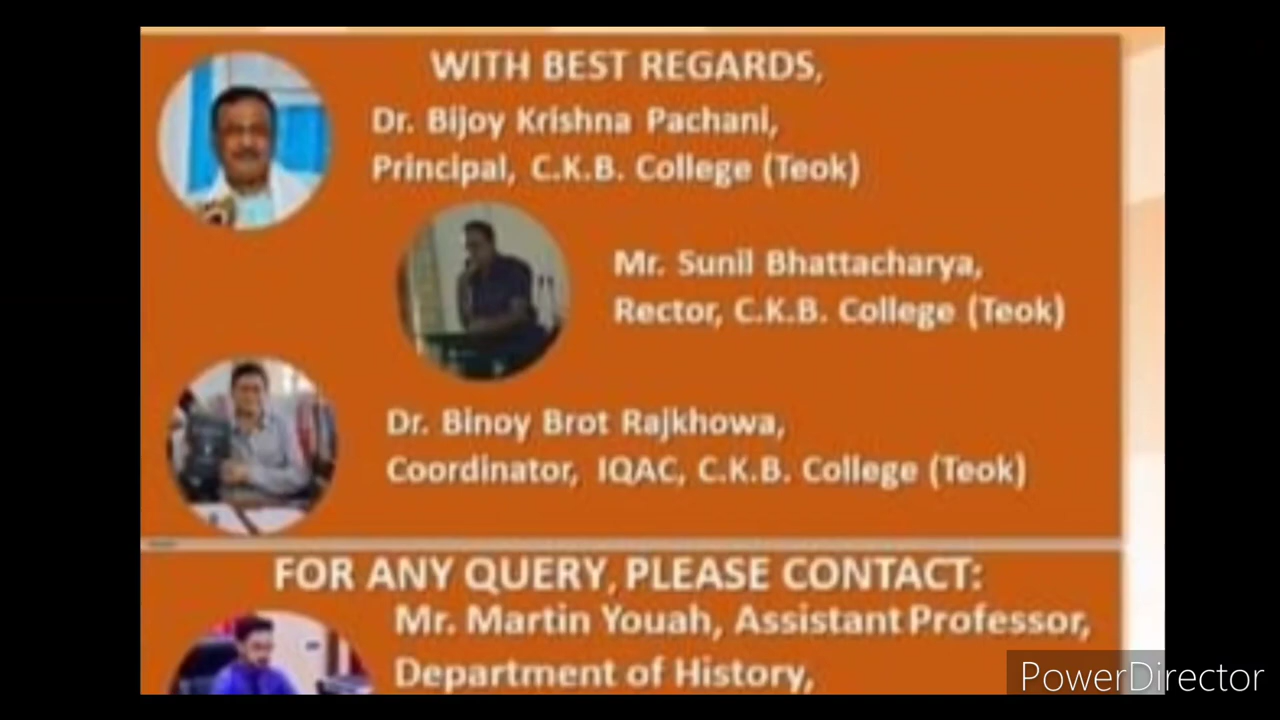 WITH BEST REGARDS,
Dr. Bijoy Krishna Pachani,
Principal, C.K.B. College (Teok)
Mr. Sunil Bhattacharya,
Rector, C.K.B. College (Teok)
Dr. Binoy Brot Rajkhowa,
Coordinator, IQAC, C.K.B. College (Teok)
FOR ANY QUERY, PLEASE CONTACT:
Mr. Martin Youah, Assistant Professor,
Department of History,
PowerDirector